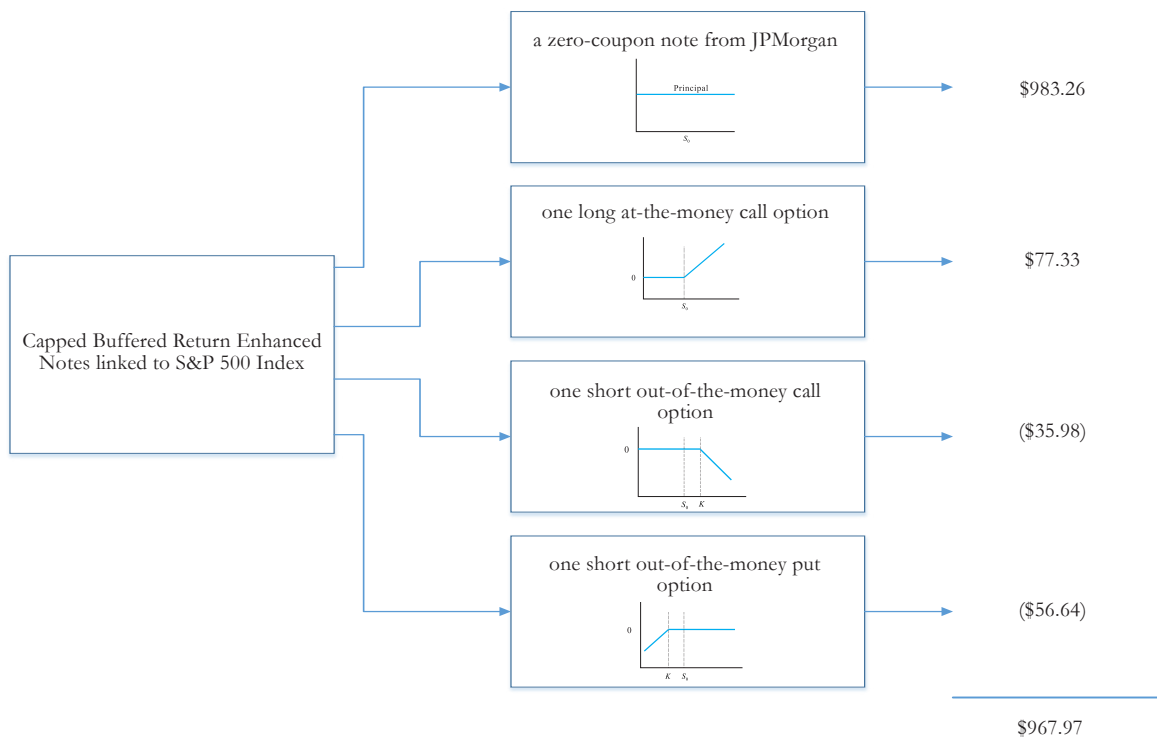 a zero-coupon note from JPMorgan
Principal
S0
$983.26
one long at-the-money call option
0
S0
$77.33
Capped Buffered Return Enhanced
Notes linked to S&P 500 Index
one short out-of-the-money call
option
0
S0 K
($35.98)
one short out-of-the-money put
option
0
K S0
($56.64)
$967.97